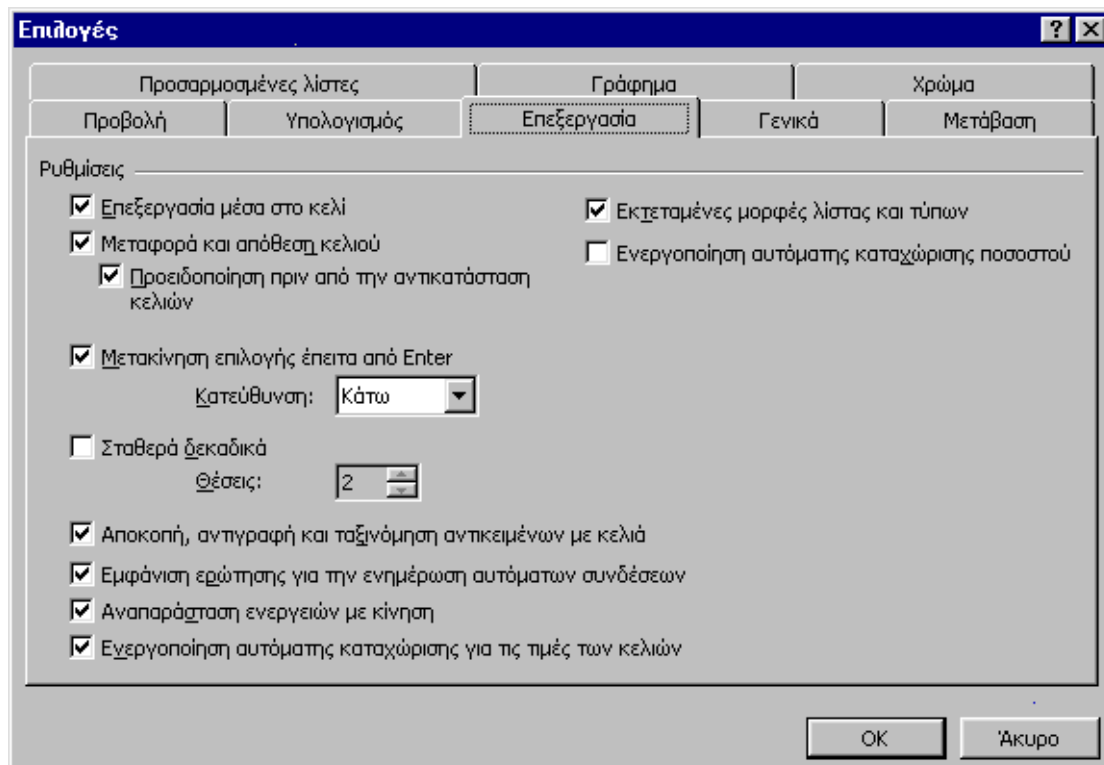 Επιλογές
Προσαρμοσμένες λίστες Γράφημα Χρώμα
Προβολή Υπολογισμός Επεξεργασία Γενικά Μετάβαση
Ρυθμίσεις
Επεξεργασία μέσα στο κελί
Μεταφορά και απόθεση κελιού
Προειδοποίηση πριν από την αντικατάσταση
κελιών
Μετακίνηση επιλογής έπειτα από Enter
Κατεύθυνση: Κάτω
Σταθερά δεκαδικά
Θέσεις: 2
Αποκοπή, αντιγραφή και ταξινόμηση αντικειμένων με κελιά
Εμφάνιση ερώτησης για την ενημέρωση αυτόματων συνδέσεων
Αναπαράσταση ενεργειών με κίνηση
Ενεργοποίηση αυτόματης καταχώρισης για τις τιμές των κελιών
Εκτεταμένες μορφές λίστας και τύπων
Ενεργοποίηση αυτόματης καταχώρισης ποσοστού
OK Άκυρο